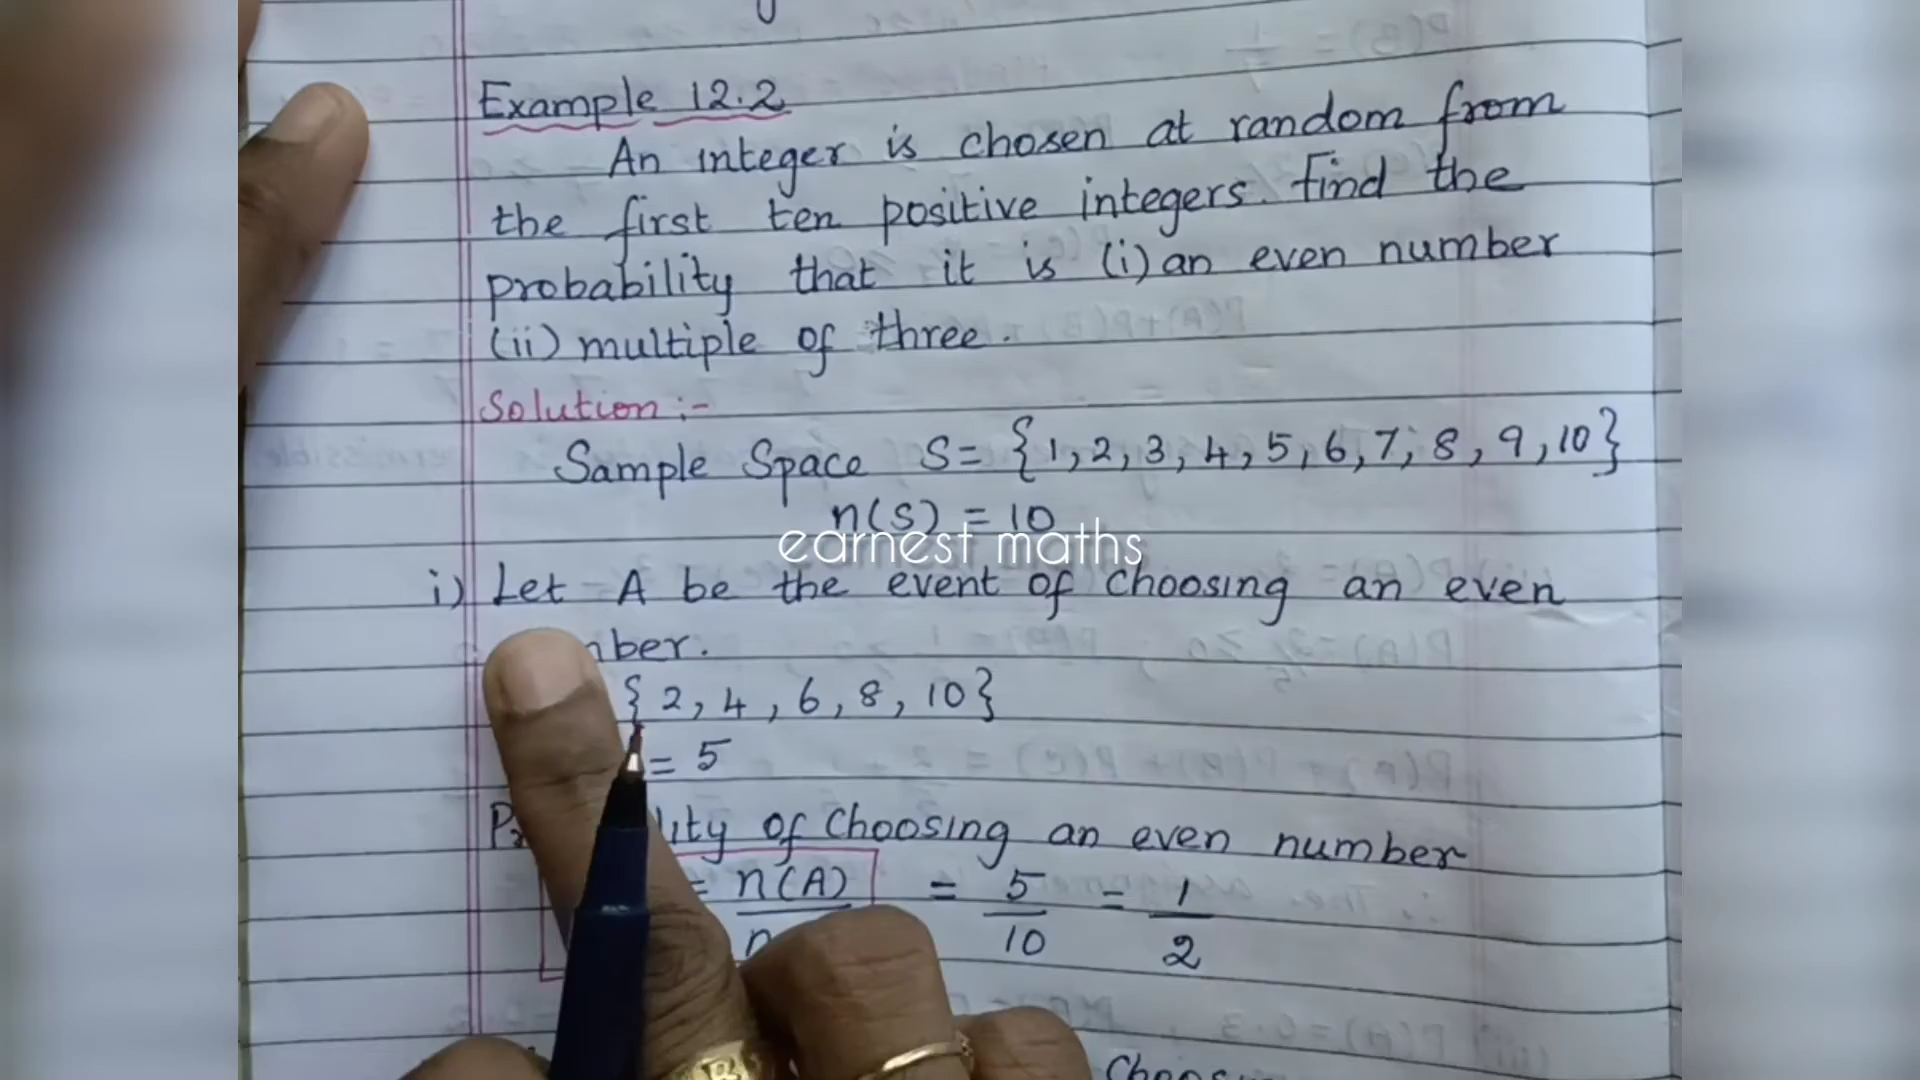 Example 12.2
An integer is chosen at random from
the first ten positive integers. Find the
probability that it is (i) an even number
(ii) multiple of three.
Solution :-
Sample Space S = {1, 2, 3, 4, 5, 6, 7, 8, 9, 10}
n(S) = 10
earnest maths
i) Let A be the event of choosing an even
mber.
{2, 4, 6, 8, 10}
= 5
lity of choosing an even number
= n(A) / n = 5/10 = 1/2